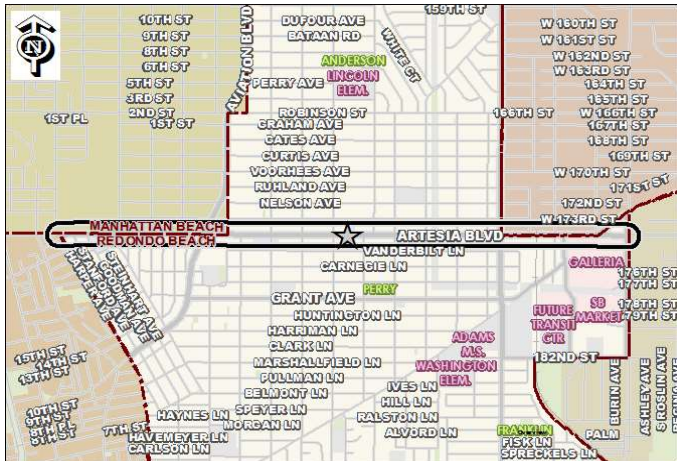 N
10TH ST
9TH ST
8TH ST
6TH ST
5TH ST
3RD ST
2ND ST
1ST ST
1ST PL
AVIATION BLVD
DUFOUR AVE
BATAAN RD
WHITE CT
159TH ST
ANDERSON
LINCOLN
ELEM.
PERRY AVE
ROBINSON ST
GRAHAM AVE
GATES AVE
CURTIS AVE
VOORHEES AVE
RUHLAND AVE
NELSON AVE
W 160TH ST
W 161ST ST
W 162ND ST
W 163RD ST
164TH ST
165TH ST
166TH ST
W 166TH ST
167TH ST
168TH ST
169TH ST
W 170TH ST
171ST ST
172ND ST
W 173RD ST
MANHATTAN BEACH
REDONDO BEACH
ARTESIA BLVD
VANDERBILT LN
CARNEGIE LN
GALLERIA
176TH ST
177TH ST
178TH ST
179TH ST
PERRY
GRANT AVE
STEINHART AVE
GOODMAN AVE
HUNTINGTON LN
HARRIMAN LN
CLARK LN
MARSHALLFIELD LN
PULLMAN LN
BELMONT LN
SPEYER LN
MORGAN LN
HAYNES LN
HAVEMEYER LN
CARLSON LN
ADAMS
M.S.
WASHINGTON
ELEM.
FUTURE
TRANSIT
CTR
SB
MARKET
182ND ST
IVES LN
HILL LN
RALSTON LN
ALVORD LN
FRANKLIN
FISK LN
SPRECKELS LN
PALM
BURIN AVE
ASHLEY AVE
S ROSLIN AVE
15TH ST
14TH ST
13TH ST
10TH ST
9TH ST
8TH PL
8TH ST
7TH ST